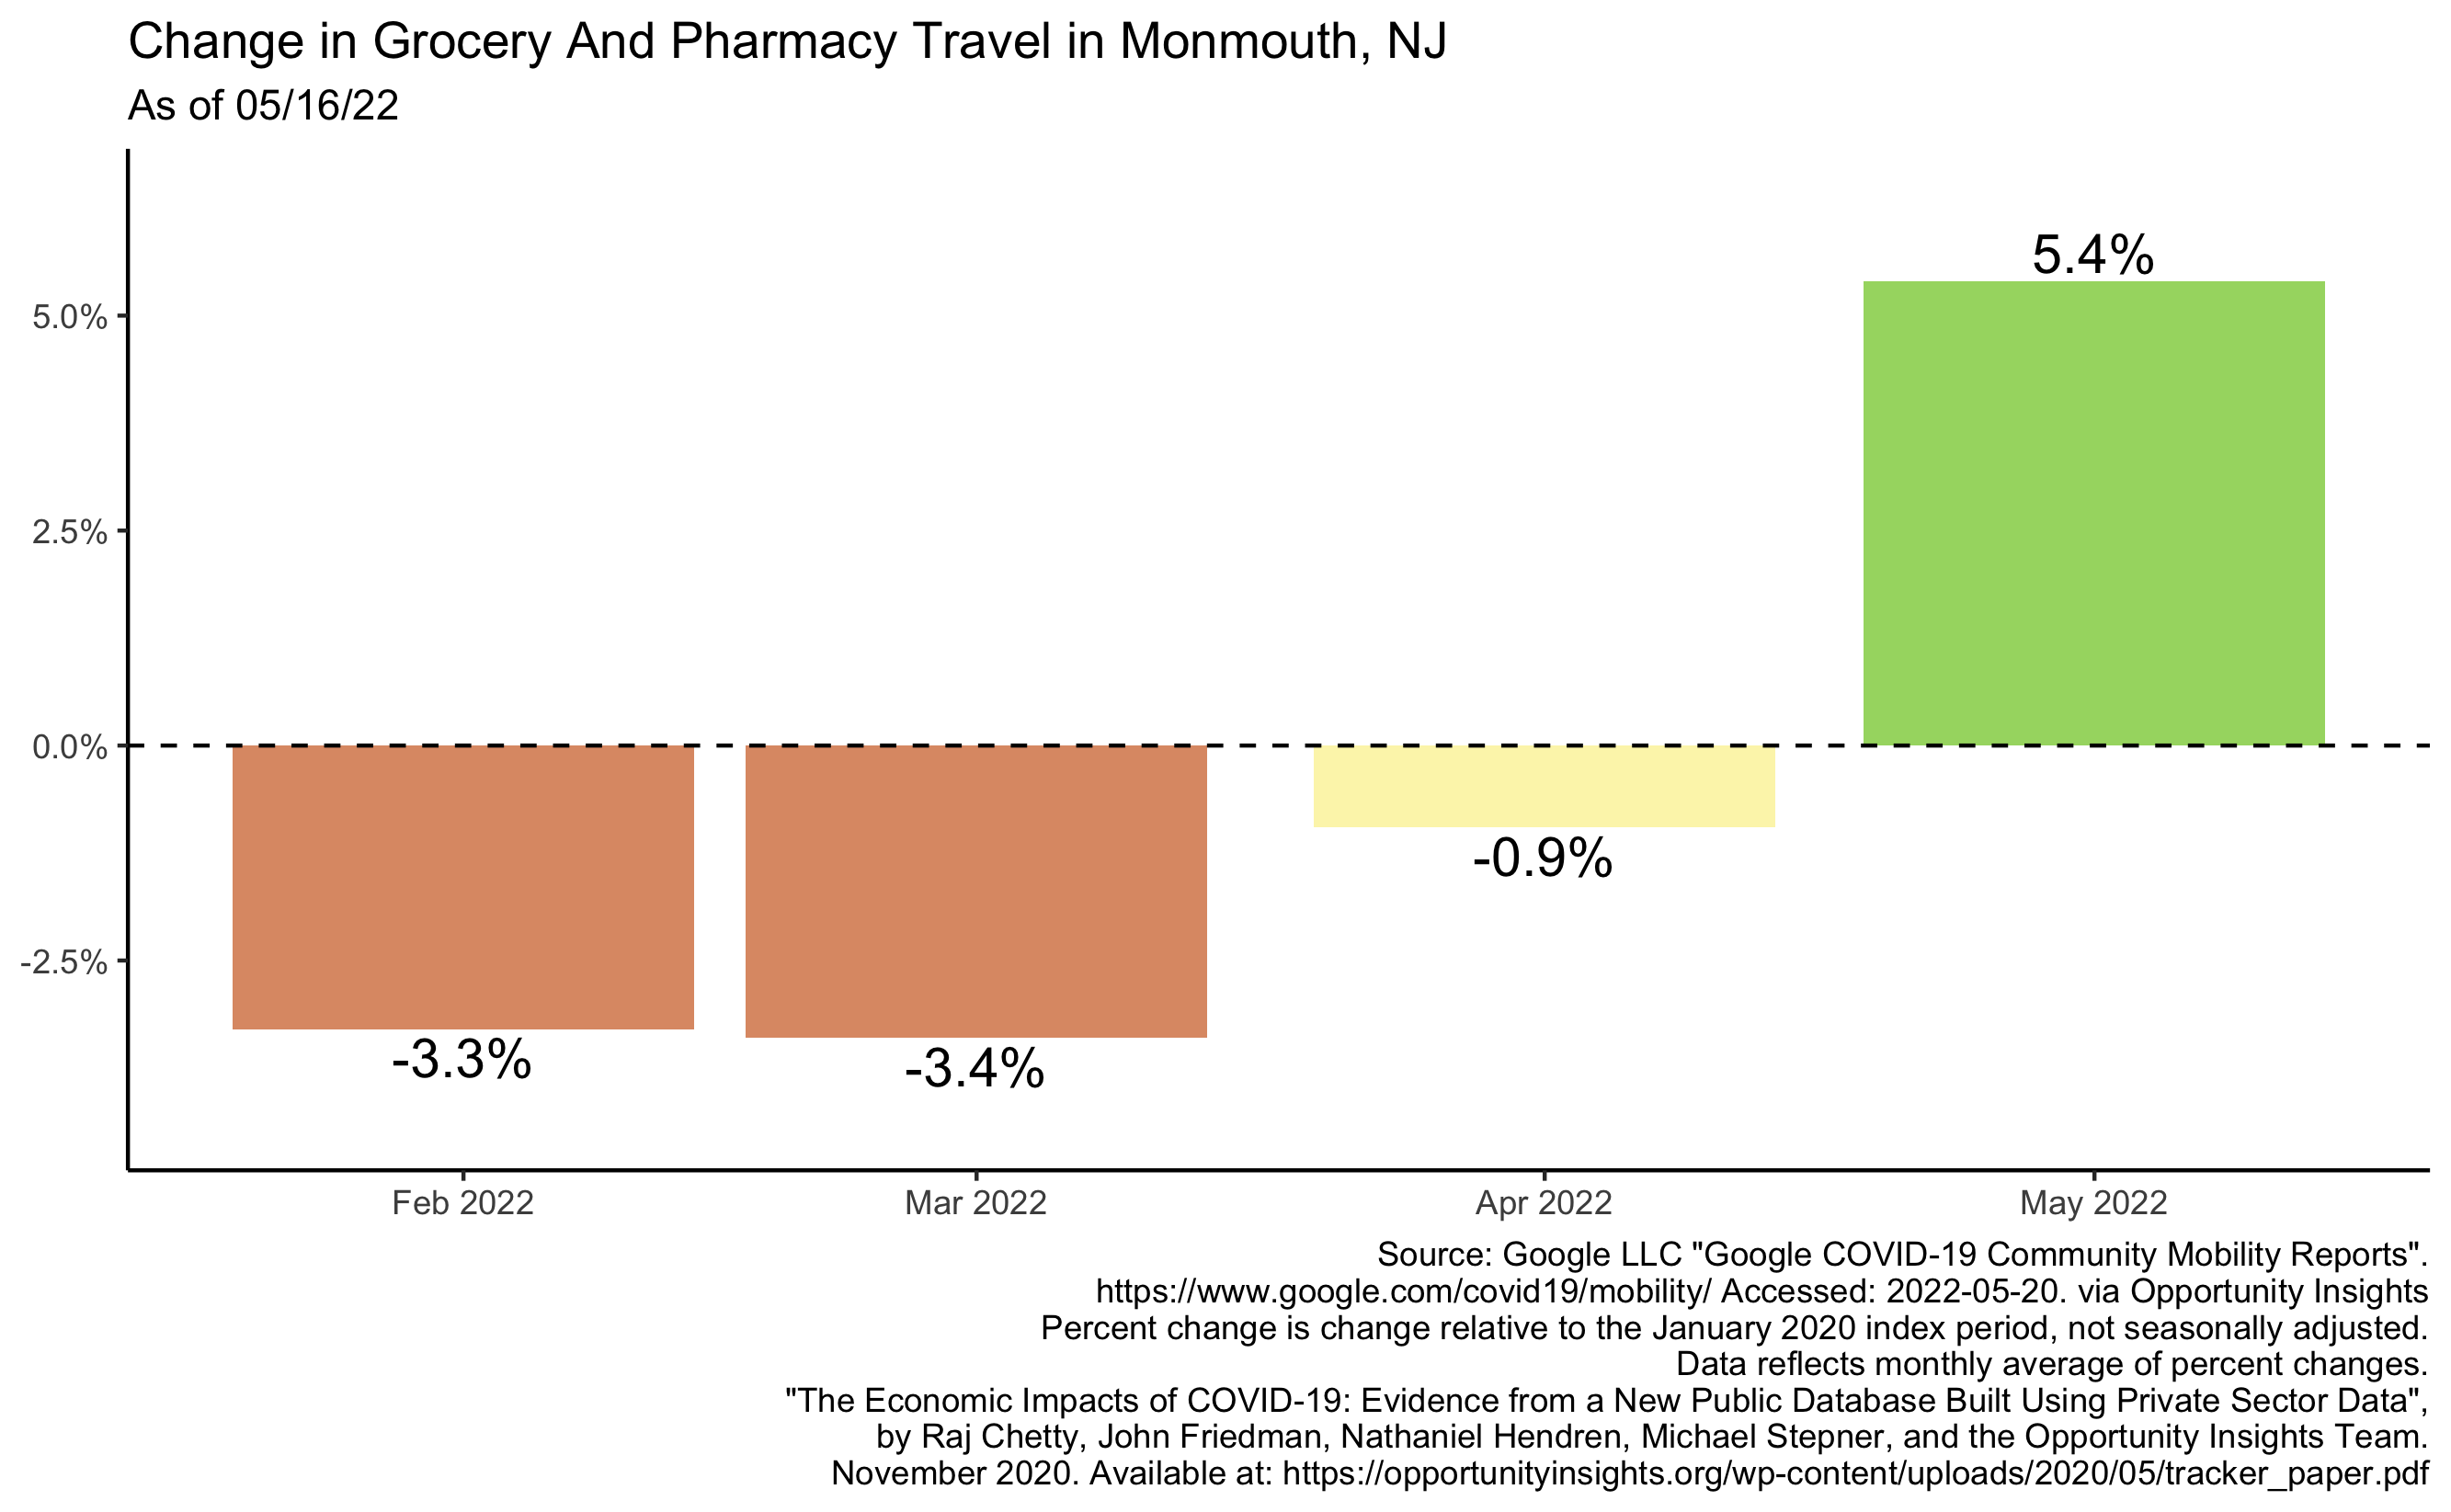 Change in Grocery And Pharmacy Travel in Monmouth, NJ
As of 05/16/22
5.4%
5.0%
2.5%
0.0%
-0.9%
-2.5%
-3.3%
-3.4%
Feb 2022
Mar 2022
Apr 2022
May 2022
Source: Google LLC "Google COVID-19 Community Mobility Reports".
https://www.google.com/covid19/mobility/ Accessed: 2022-05-20. via Opportunity Insights
Percent change is change relative to the January 2020 index period, not seasonally adjusted.
Data reflects monthly average of percent changes.
"The Economic Impacts of COVID-19: Evidence from a New Public Database Built Using Private Sector Data",
by Raj Chetty, John Friedman, Nathaniel Hendren, Michael Stepner, and the Opportunity Insights Team.
November 2020. Available at: https://opportunityinsights.org/wp-content/uploads/2020/05/tracker_paper.pdf